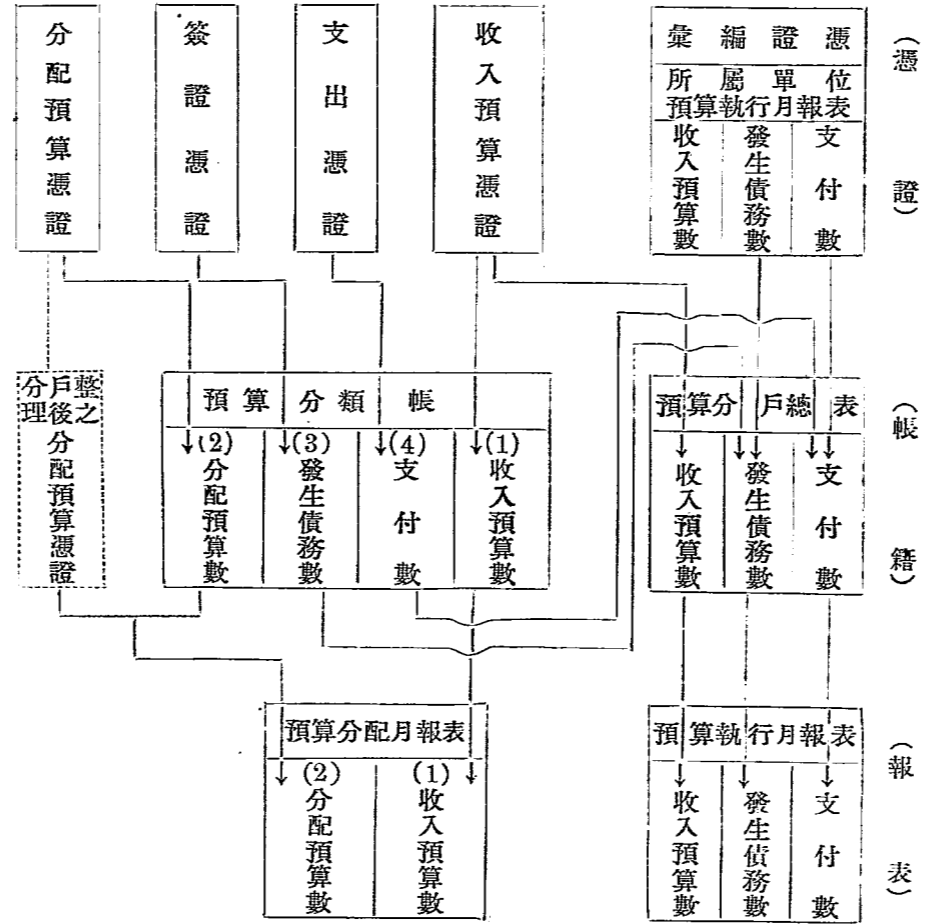 (憑證)
彙編證憑
所屬單位
預算執行月報表
收入預算數
發生債務數
支付數
收入預算憑證
支出憑證
簽證憑證
分配預算憑證
(帳籍)
預算分戶總表
收入預算數
發生債務數
支付數
預算分類帳
(2)
分配預算數
(3)
發生債務數
(4)
支付數
(1)
收入預算數
整之
戶後
分理
分配預算憑證
(報表)
預算執行月報表
收入預算數
發生債務數
支付數
預算分配月報表
(2)
分配預算數
(1)
收入預算數